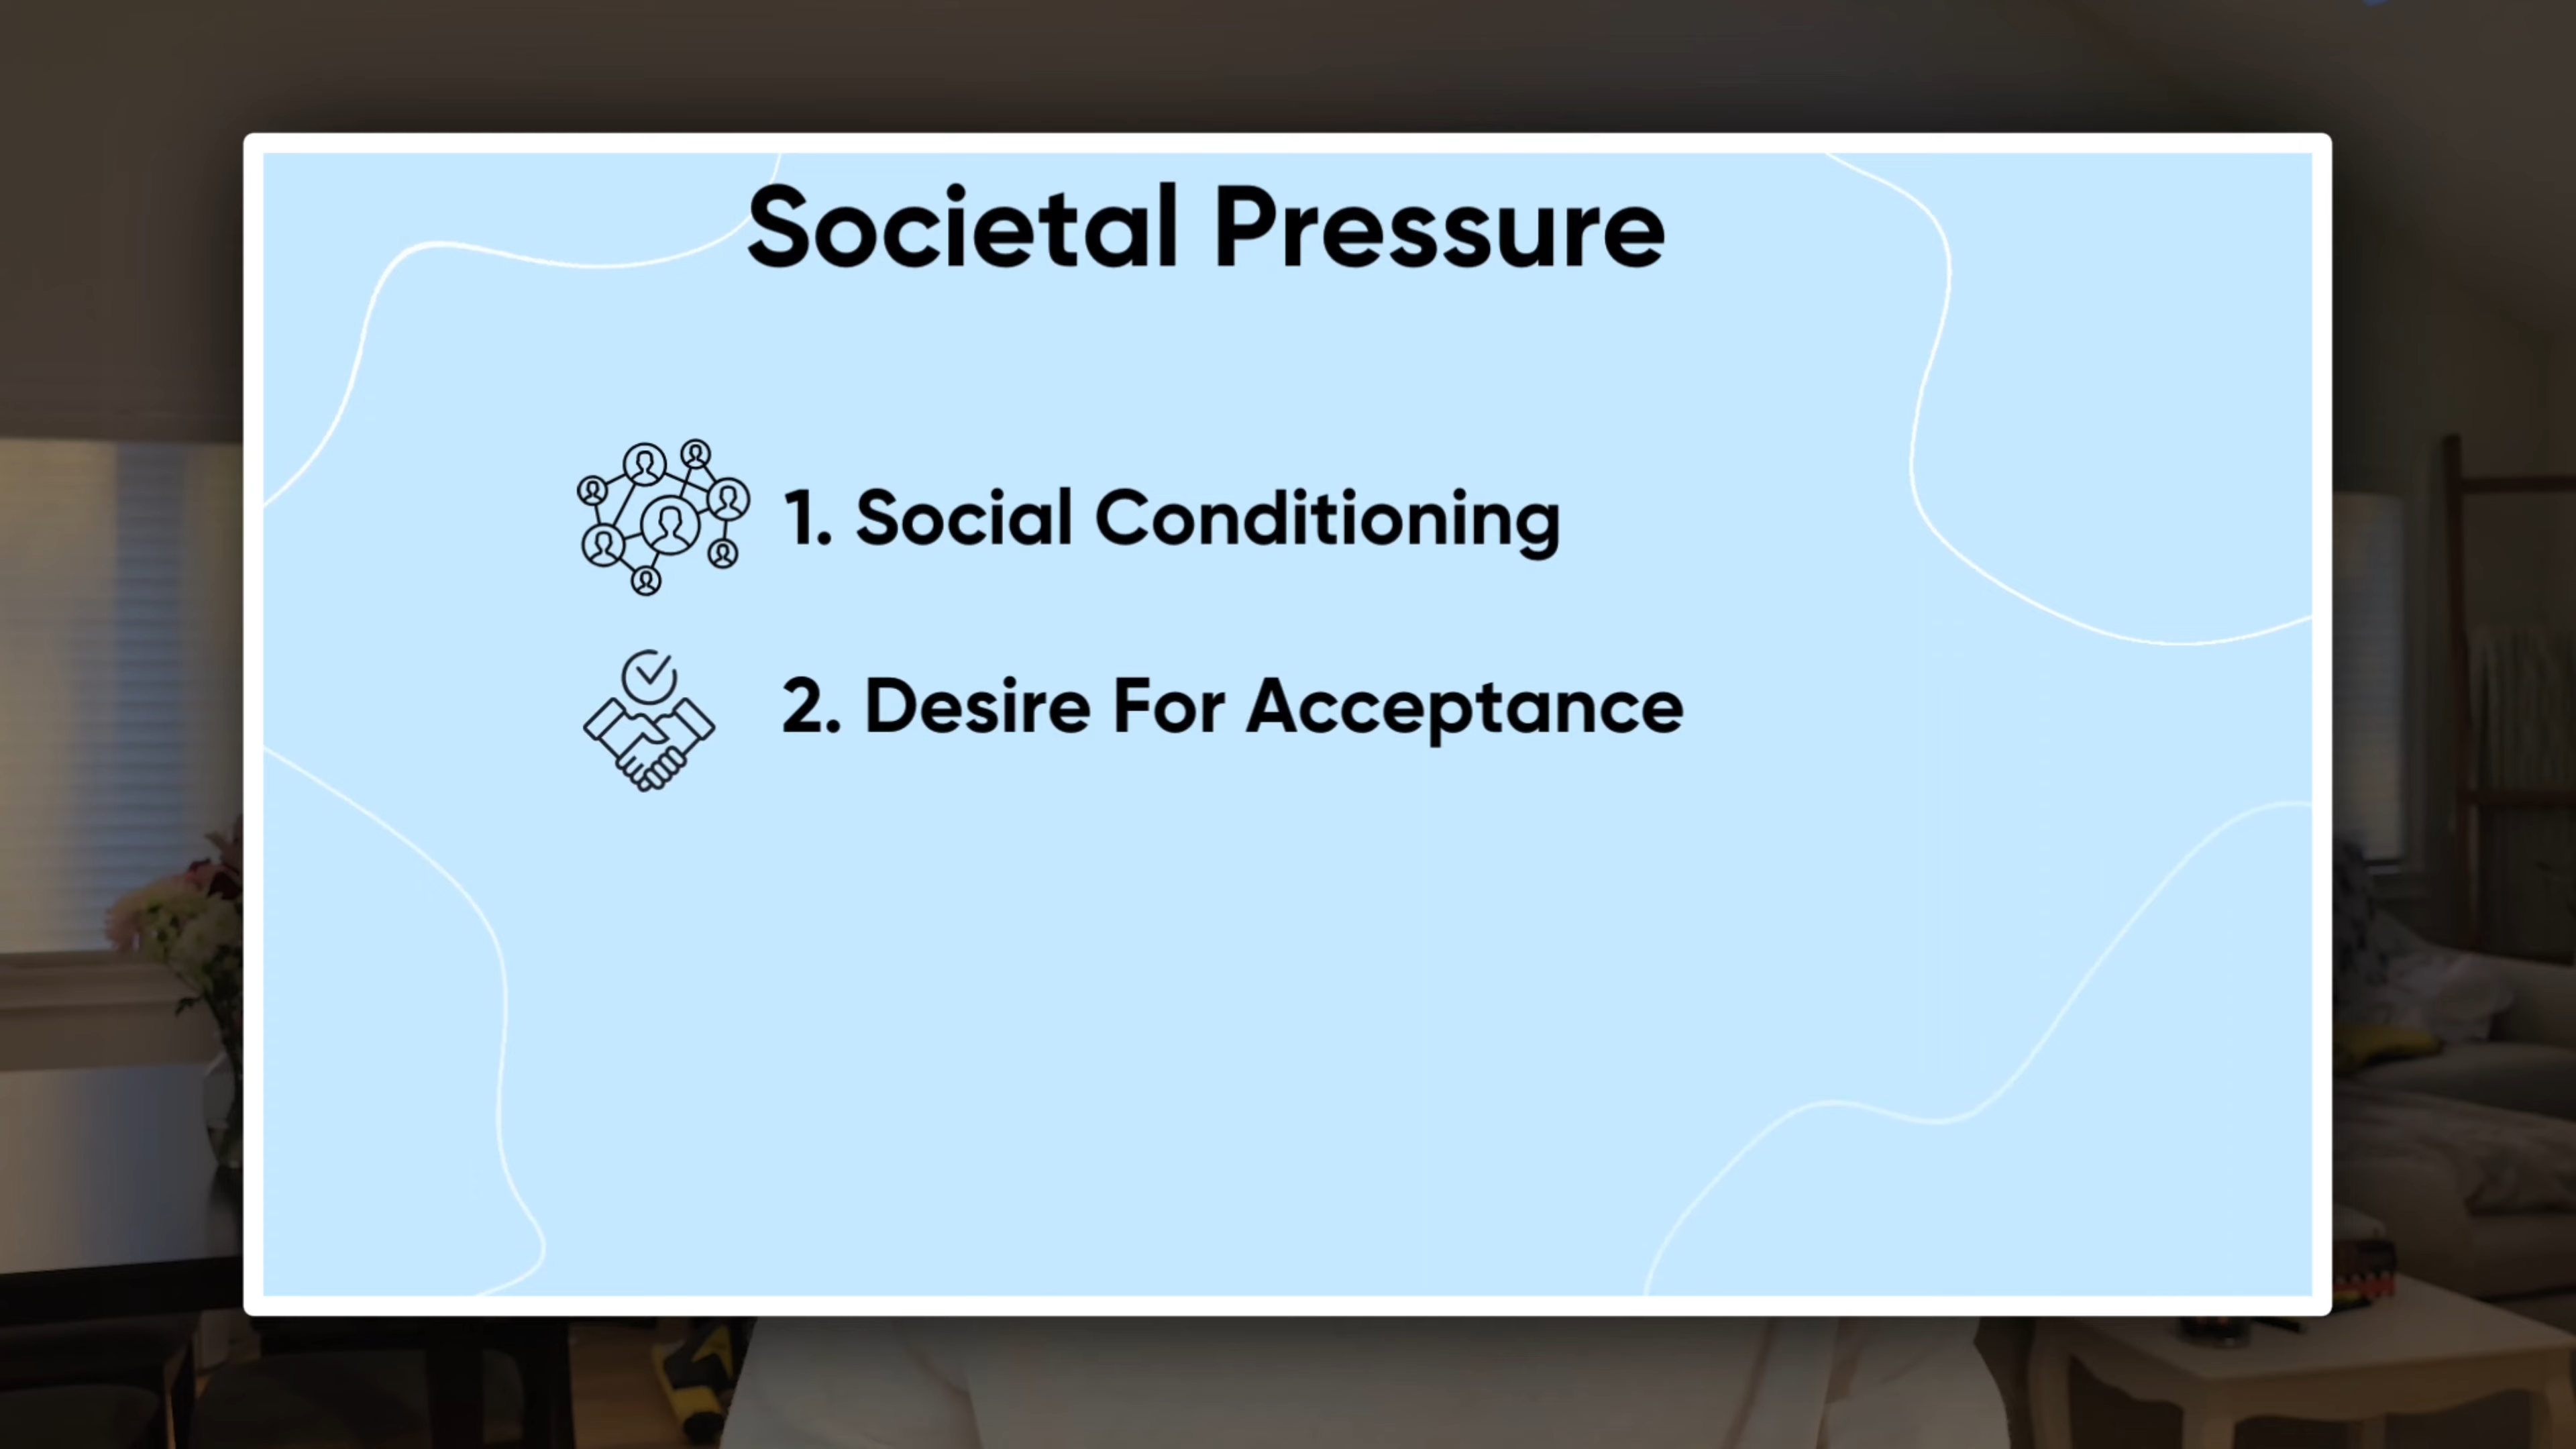 Societal Pressure
1. Social Conditioning
2. Desire For Acceptance